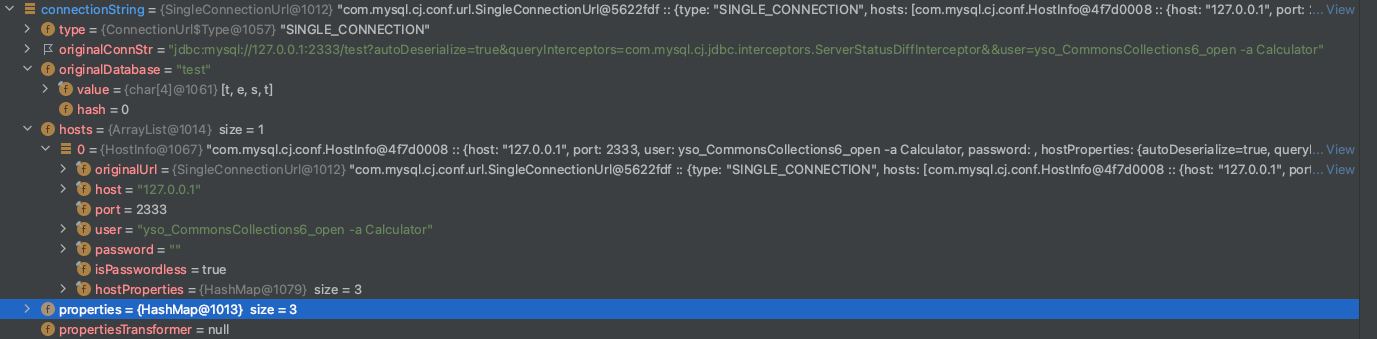 connectionString = {SingleConnectionUrl@1012} "com.mysql.cj.conf.url.SingleConnectionUrl@5622fdf :: {type: "SINGLE_CONNECTION", hosts: [com.mysql.cj.conf.HostInfo@4f7d0008 :: {host: "127.0.0.1", port: 2... View
f type = {ConnectionUrl$Type@1057} "SINGLE_CONNECTION"
originalConnStr = "jdbc:mysql://127.0.0.1:2333/test?autoDeserialize=true&queryInterceptors=com.mysql.cj.jdbc.interceptors.ServerStatusDiffInterceptor&&user=yso_CommonsCollections6_open -a Calculator"
f originalDatabase = "test"
f value = {char[4]@1061} [t, e, s, t]
f hash = 0
f hosts = {ArrayList@1014} size = 1
0 = {HostInfo@1067} "com.mysql.cj.conf.HostInfo@4f7d0008 :: {host: "127.0.0.1", port: 2333, user: yso_CommonsCollections6_open -a Calculator, password: , hostProperties: {autoDeserialize=true, queryI... View
f originalUrl = {SingleConnectionUrl@1012} "com.mysql.cj.conf.url.SingleConnectionUrl@5622fdf :: {type: "SINGLE_CONNECTION", hosts: [com.mysql.cj.conf.HostInfo@4f7d0008 :: {host: "127.0.0.1", port... View
f host = "127.0.0.1"
f port = 2333
f user = "yso_CommonsCollections6_open -a Calculator"
f password = ""
f isPasswordless = true
f hostProperties = {HashMap@1079} size = 3
f properties = {HashMap@1013} size = 3
f propertiesTransformer = null